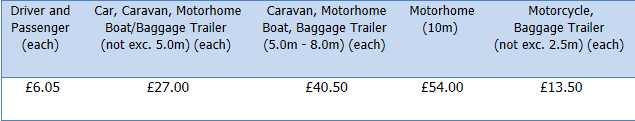 Driver and Passenger (each)
Car, Caravan, Motorhome Boat/Baggage Trailer (not exc. 5.0m) (each)
Caravan, Motorhome Boat, Baggage Trailer (5.0m - 8.0m) (each)
Motorhome (10m)
Motorcycle, Baggage Trailer (not exc. 2.5m) (each)
£6.05
£27.00
£40.50
£54.00
£13.50